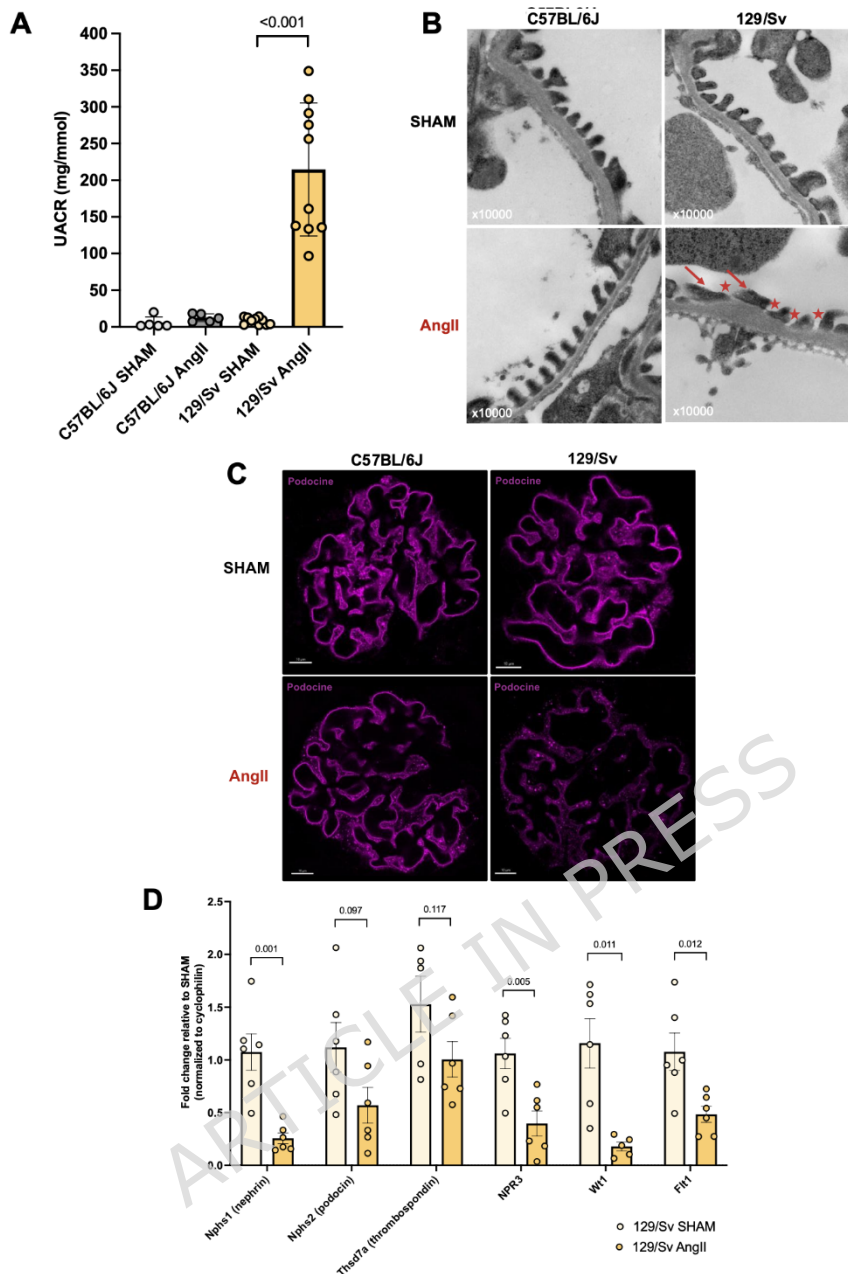 A
<0.001
UACR (mg/mmol)
400
350
300
250
200
150
100
50
0
C57BL/6J SHAM
C57BL/6J AngII
129/Sv SHAM
129/Sv AngII
B
C57BL/6J
129/Sv
SHAM
x10000
x10000
AngII
x10000
x10000
C
C57BL/6J
129/Sv
SHAM
Podocine
Podocine
AngII
Podocine
Podocine
D
Fold change relative to SHAM
(normalized to cyclophilin)
2.5
2.0
1.5
1.0
0.5
0.0
0.001
0.097
0.117
0.005
0.011
0.012
Nphs1 (nephrin)
Nphs2 (podocin)
Thsd7a (thrombospondin)
NPR3
Wt1
Flt1
129/Sv SHAM
129/Sv AngII
ARTICLE IN PRESS